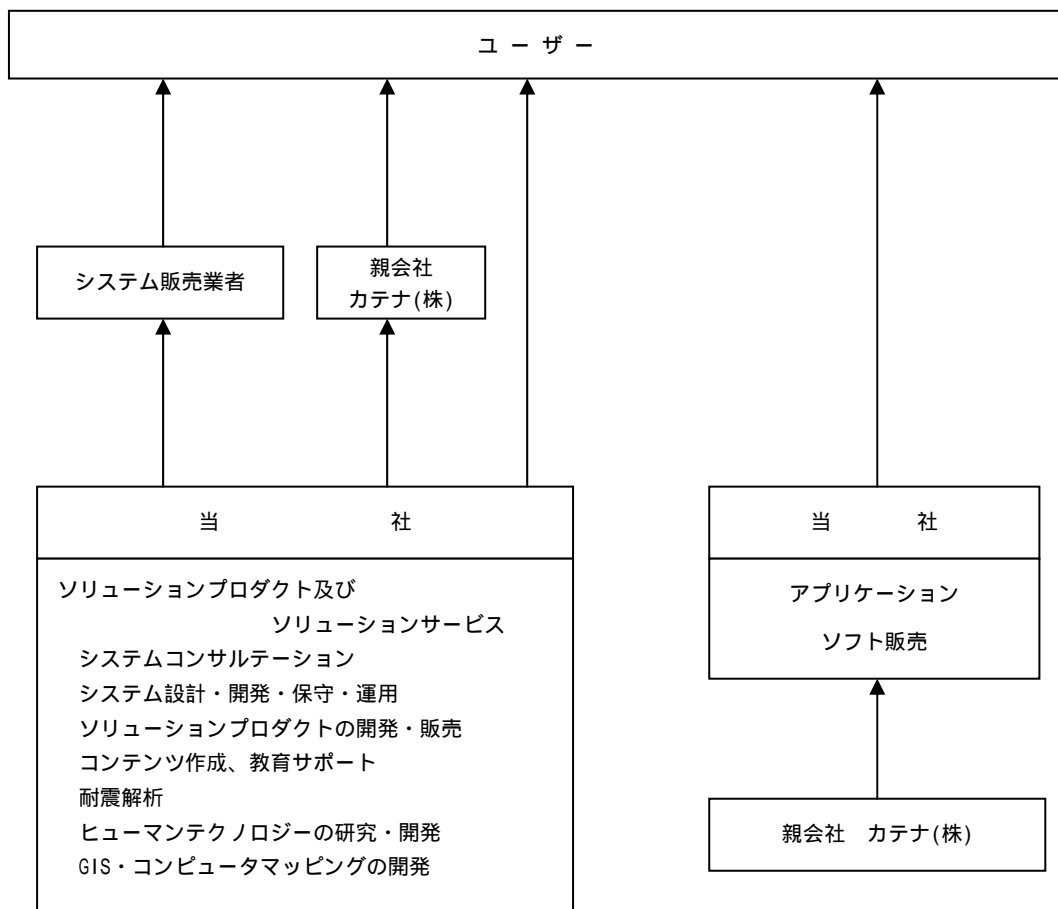 ユ ー ザ ー
システム販売業者
親会社
カテナ(株)
当 社
ソリューションプロダクト及び
ソリューションサービス
システムコンサルテーション
システム設計・開発・保守・運用
ソリューションプロダクトの開発・販売
コンテンツ作成、教育サポート
耐震解析
ヒューマンテクノロジーの研究・開発
GIS・コンピュータマッピングの開発
当 社
アプリケーション
ソフト販売
親会社 カテナ(株)